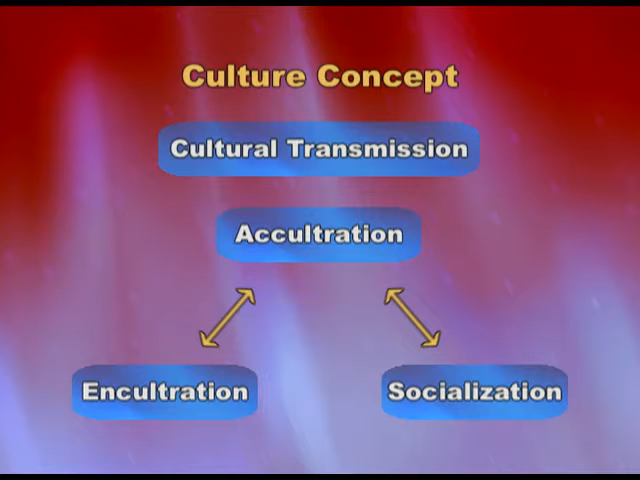 Culture Concept
Cultural Transmission
Accultration
Encultration
Socialization